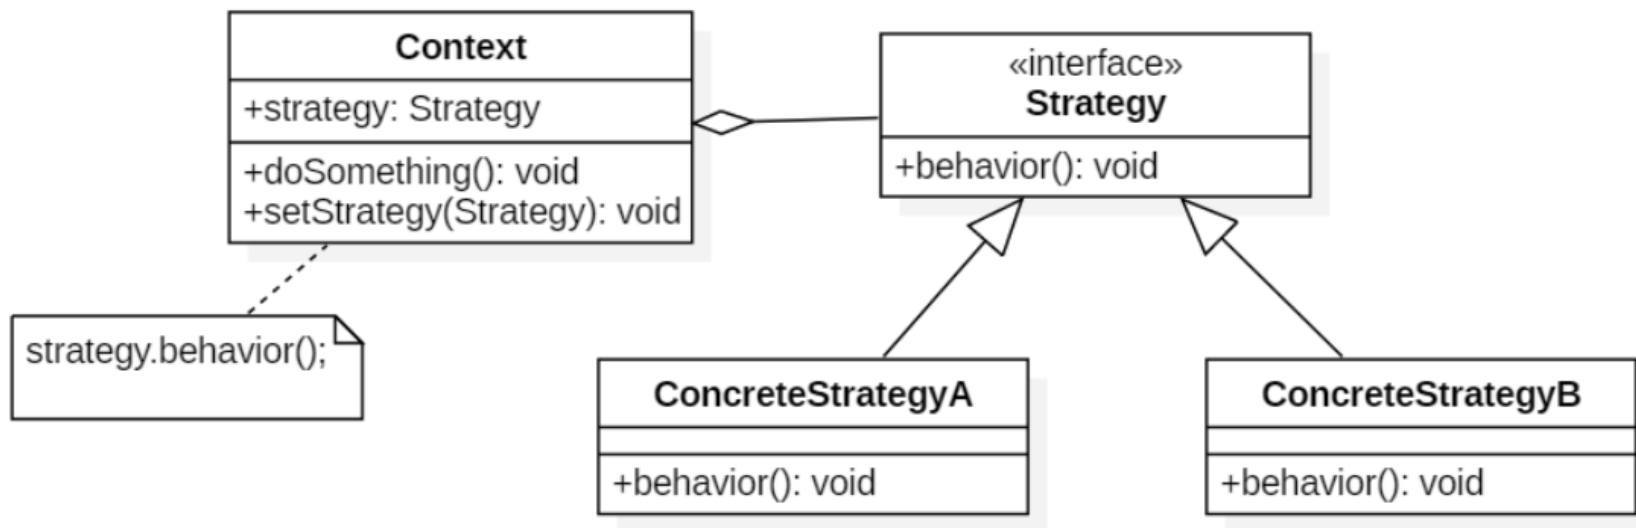 Context
+strategy: Strategy
+doSomething(): void
+setStrategy(Strategy): void
«interface»
Strategy
+behavior(): void
strategy.behavior();
ConcreteStrategyA
+behavior(): void
ConcreteStrategyB
+behavior(): void